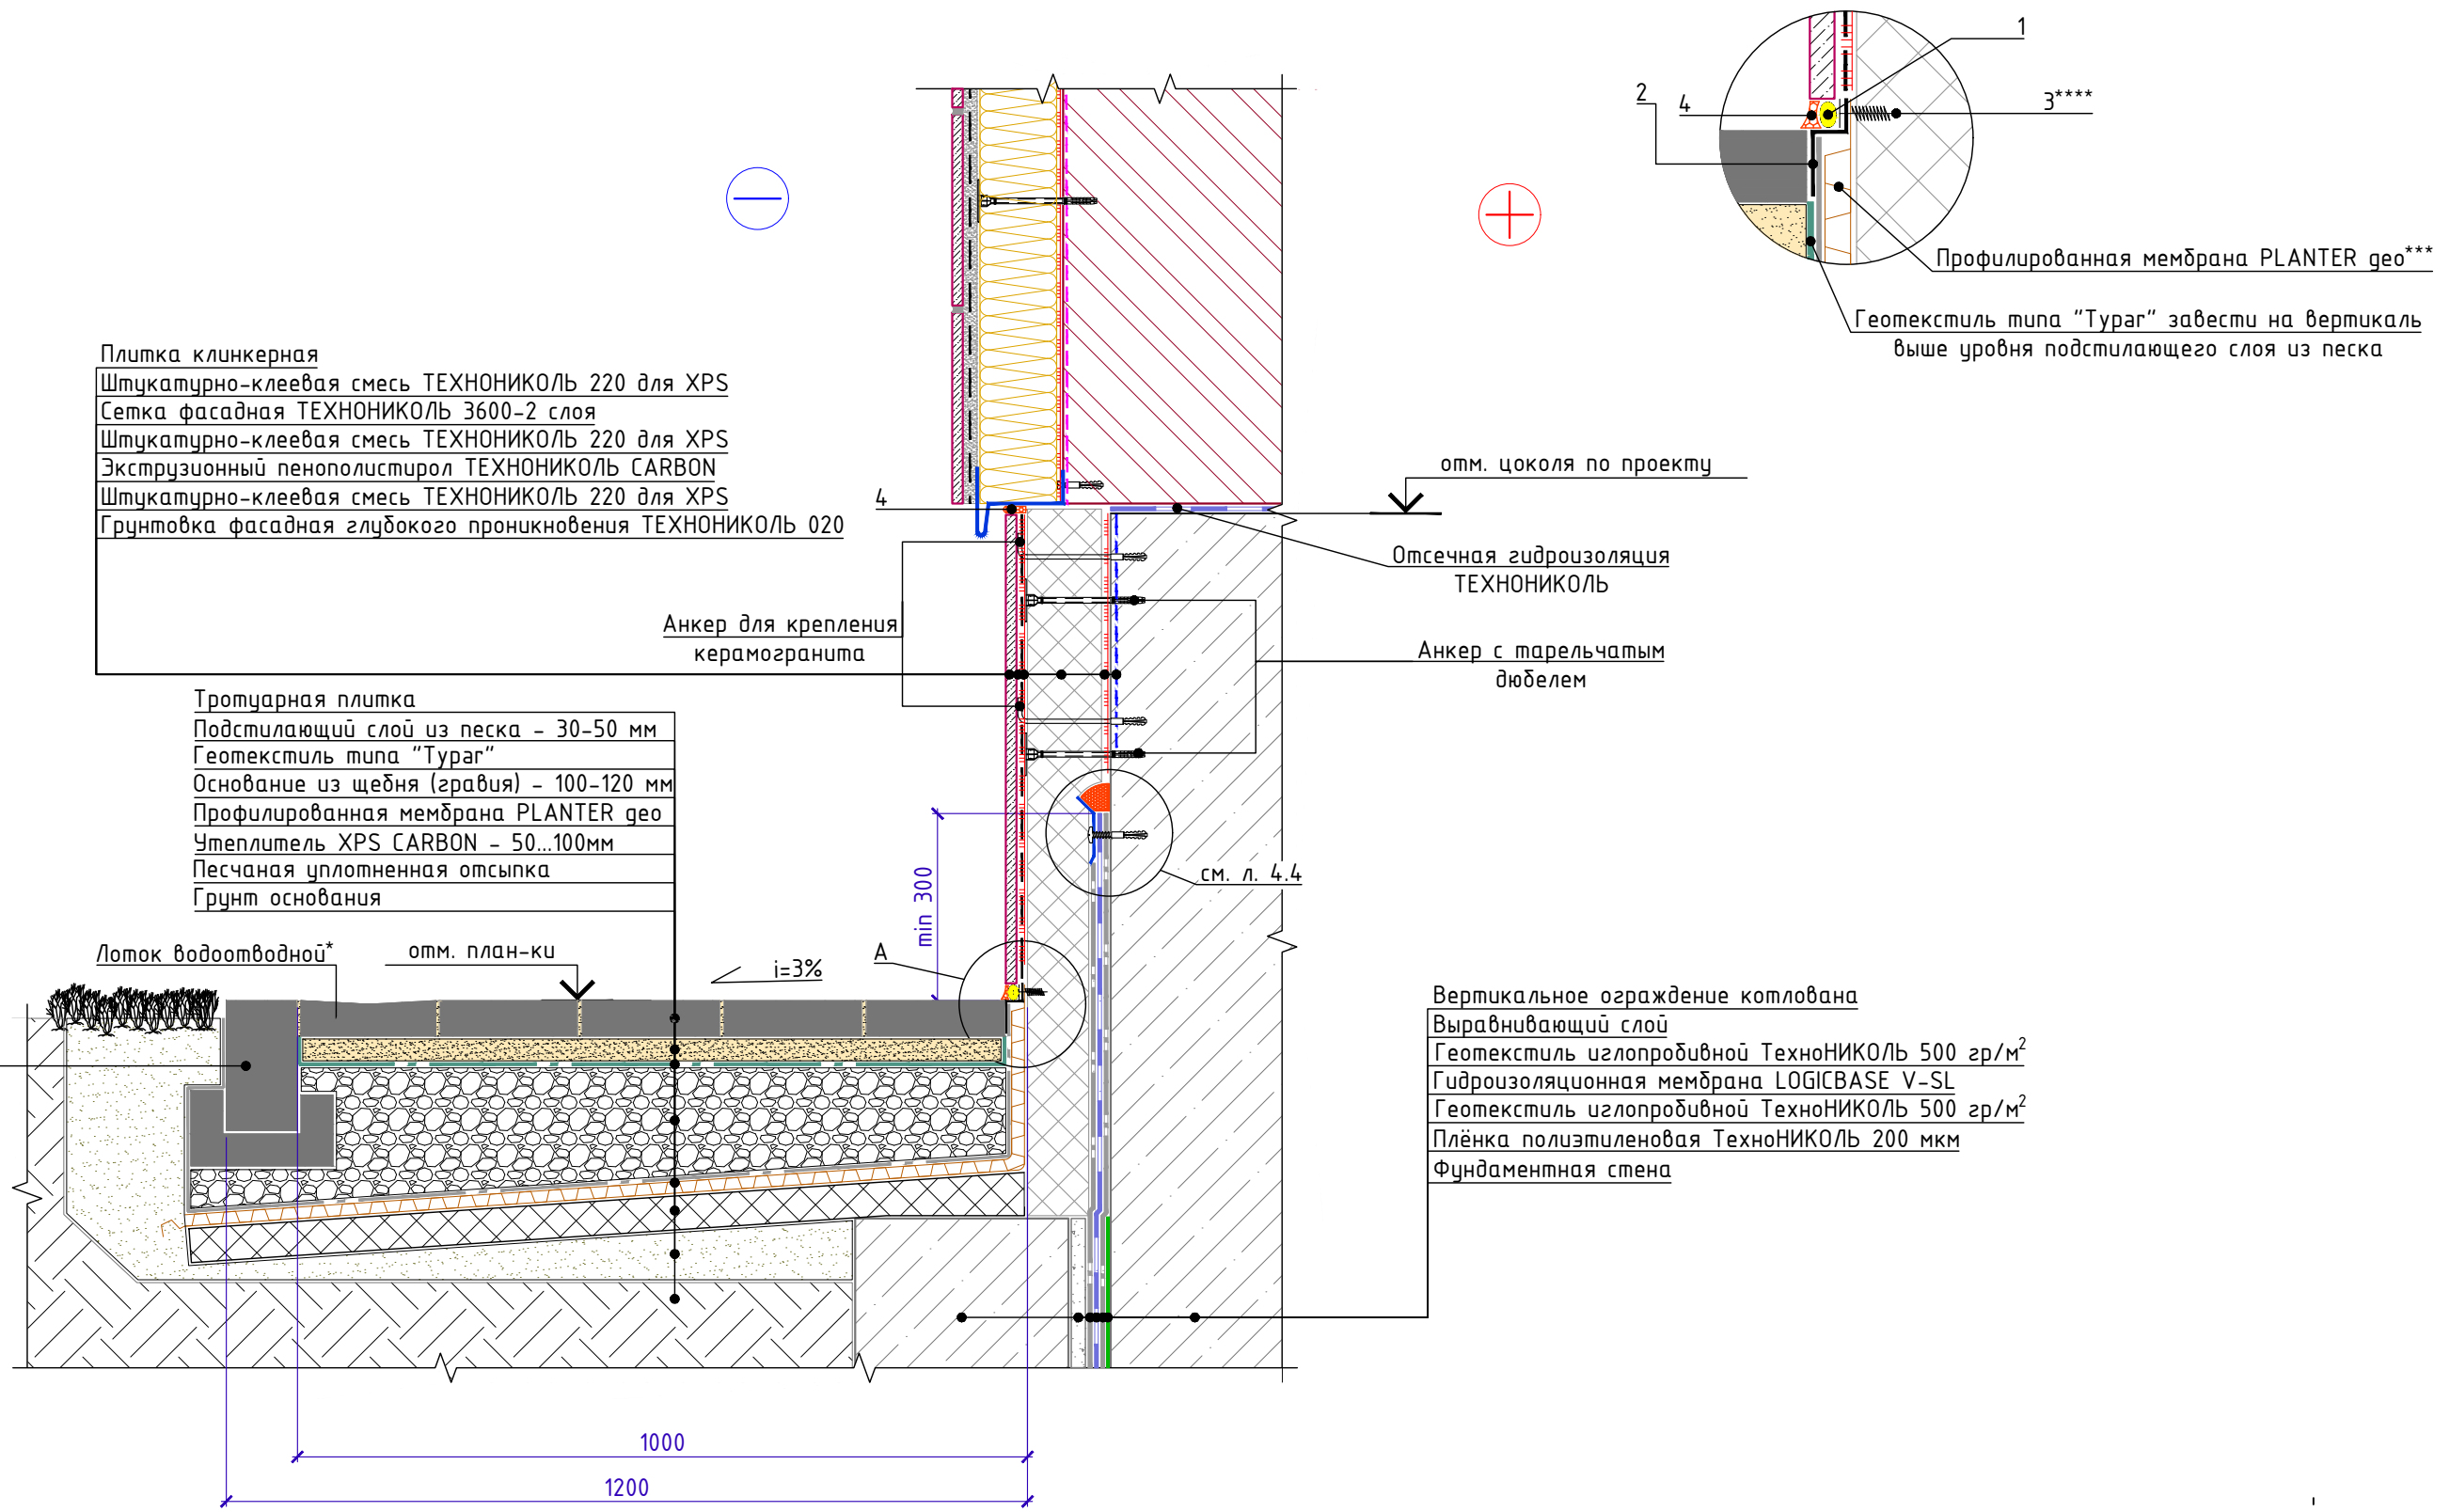 1
2
4
3****
Профилированная мембрана PLANTER geo***
Геотекстиль типа "Typar" завести на вертикаль
выше уровня подстилающего слоя из песка
Плитка клинкерная
Штукатурно-клеевая смесь ТЕХНОНИКОЛЬ 220 для XPS
Сетка фасадная ТЕХНОНИКОЛЬ 3600-2 слоя
Штукатурно-клеевая смесь ТЕХНОНИКОЛЬ 220 для XPS
Экструзионный пенополистирол ТЕХНОНИКОЛЬ CARBON
Штукатурно-клеевая смесь ТЕХНОНИКОЛЬ 220 для XPS
Грунтовка фасадная глубокого проникновения ТЕХНОНИКОЛЬ 020
4
отм. цоколя по проекту
Отсечная гидроизоляция
ТЕХНОНИКОЛЬ
Анкер для крепления
керамогранита
Анкер с тарельчатым
дюбелем
Тротуарная плитка
Подстилающий слой из песка - 30-50 мм
Геотекстиль типа "Typar"
Основание из щебня (гравия) - 100-120 мм
Профилированная мембрана PLANTER geo
Утеплитель XPS CARBON - 50...100мм
Песчаная уплотненная отсыпка
Грунт основания
min 300
см. л. 4.4
Лоток водоотводной*
отм. план-ки
i=3%
А
Вертикальное ограждение котлована
Выравнивающий слой
Геотекстиль иглопробивной ТехноНИКОЛЬ 500 гр/м²
Гидроизоляционная мембрана LOGICBASE V-SL
Геотекстиль иглопробивной ТехноНИКОЛЬ 500 гр/м²
Плёнка полиэтиленовая ТехноНИКОЛЬ 200 мкм
Фундаментная стена
1000
1200